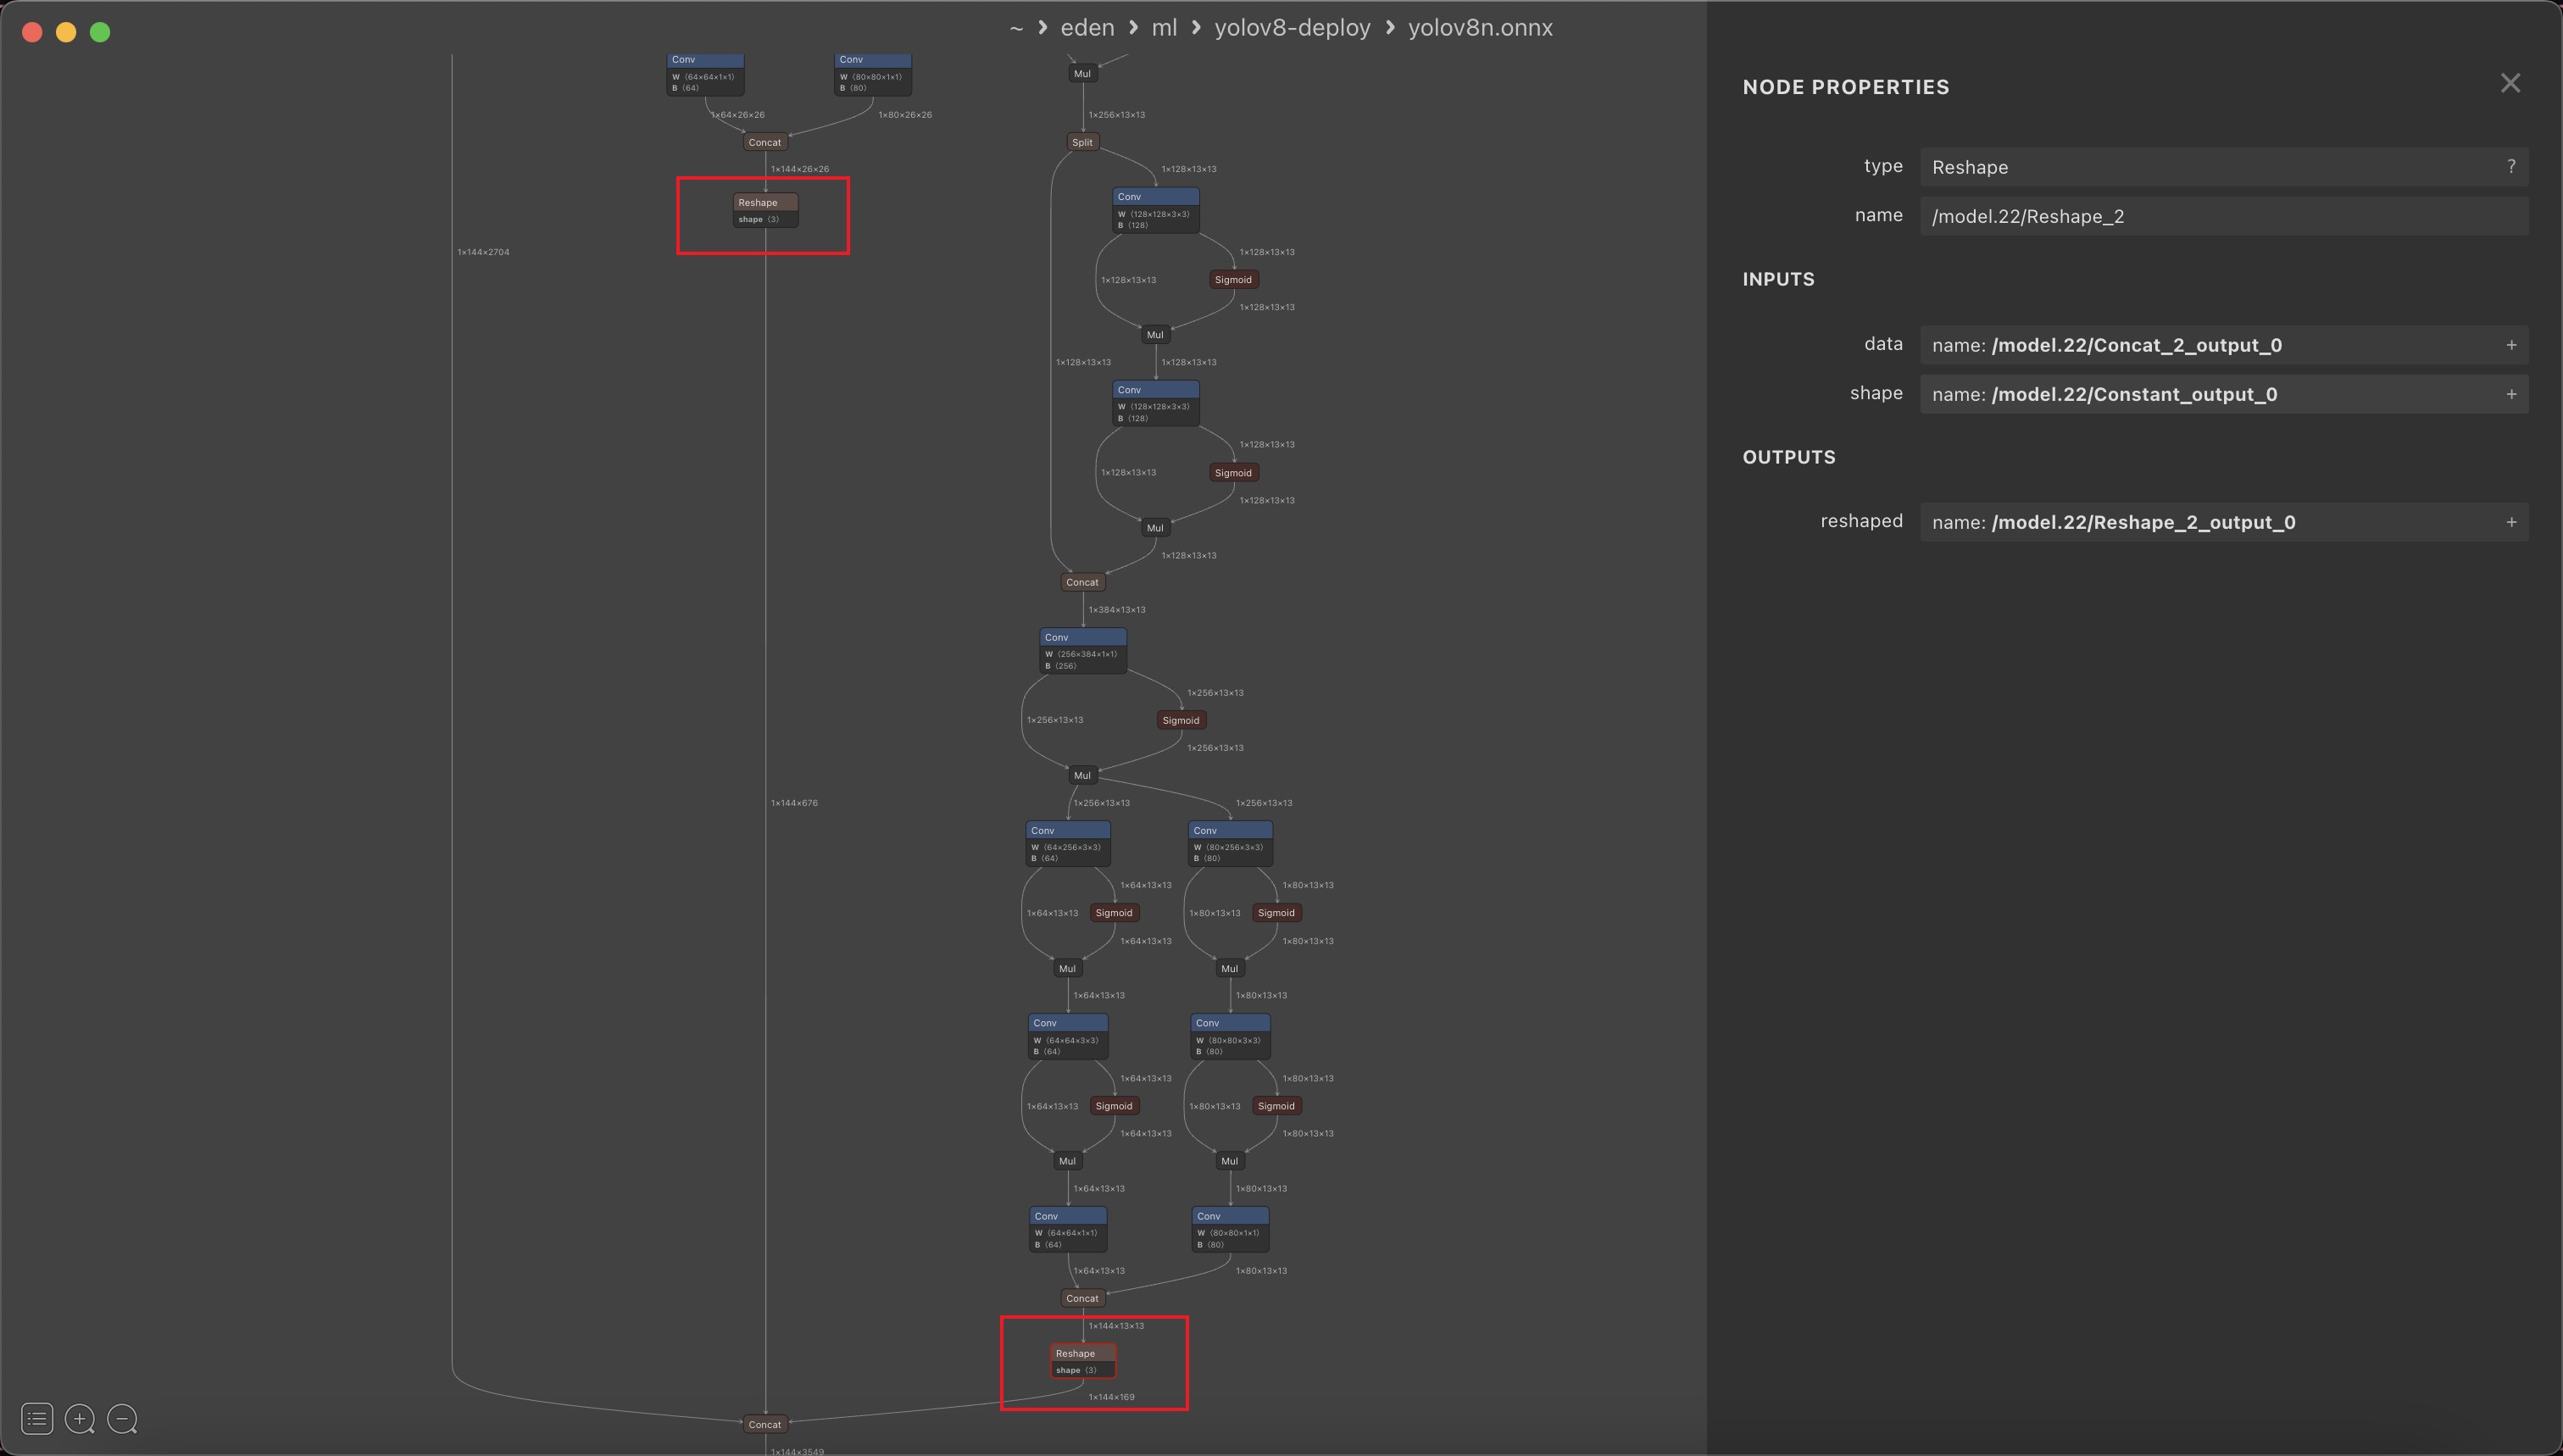 ~ › eden › ml › yolov8-deploy › yolov8n.onnx
Conv
W ⟨64×64×1×1⟩
B ⟨64⟩
Conv
W ⟨80×80×1×1⟩
B ⟨80⟩
1×64×26×26
1×80×26×26
Concat
1×144×26×26
Reshape
shape ⟨3⟩
1×144×2704
1×144×676
Mul
1×256×13×13
Split
1×128×13×13
Conv
W ⟨128×128×3×3⟩
B ⟨128⟩
1×128×13×13
1×128×13×13
Sigmoid
1×128×13×13
Mul
1×128×13×13
1×128×13×13
Conv
W ⟨128×128×3×3⟩
B ⟨128⟩
1×128×13×13
1×128×13×13
Sigmoid
1×128×13×13
Mul
1×128×13×13
Concat
1×384×13×13
Conv
W ⟨256×384×1×1⟩
B ⟨256⟩
1×256×13×13
1×256×13×13
Sigmoid
1×256×13×13
Mul
1×256×13×13
1×256×13×13
Conv
W ⟨64×256×3×3⟩
B ⟨64⟩
Conv
W ⟨80×256×3×3⟩
B ⟨80⟩
1×64×13×13
1×80×13×13
1×64×13×13
Sigmoid
1×80×13×13
Sigmoid
1×64×13×13
1×80×13×13
Mul
Mul
1×64×13×13
1×80×13×13
Conv
W ⟨64×64×3×3⟩
B ⟨64⟩
Conv
W ⟨80×80×3×3⟩
B ⟨80⟩
1×64×13×13
1×80×13×13
1×64×13×13
Sigmoid
1×80×13×13
Sigmoid
1×64×13×13
1×80×13×13
Mul
Mul
1×64×13×13
1×80×13×13
Conv
W ⟨64×64×1×1⟩
B ⟨64⟩
Conv
W ⟨80×80×1×1⟩
B ⟨80⟩
1×64×13×13
1×80×13×13
Concat
1×144×13×13
Reshape
shape ⟨3⟩
1×144×169
Concat
1×144×3549
NODE PROPERTIES
type Reshape ?
name /model.22/Reshape_2
INPUTS
data name: /model.22/Concat_2_output_0 +
shape name: /model.22/Constant_output_0 +
OUTPUTS
reshaped name: /model.22/Reshape_2_output_0 +